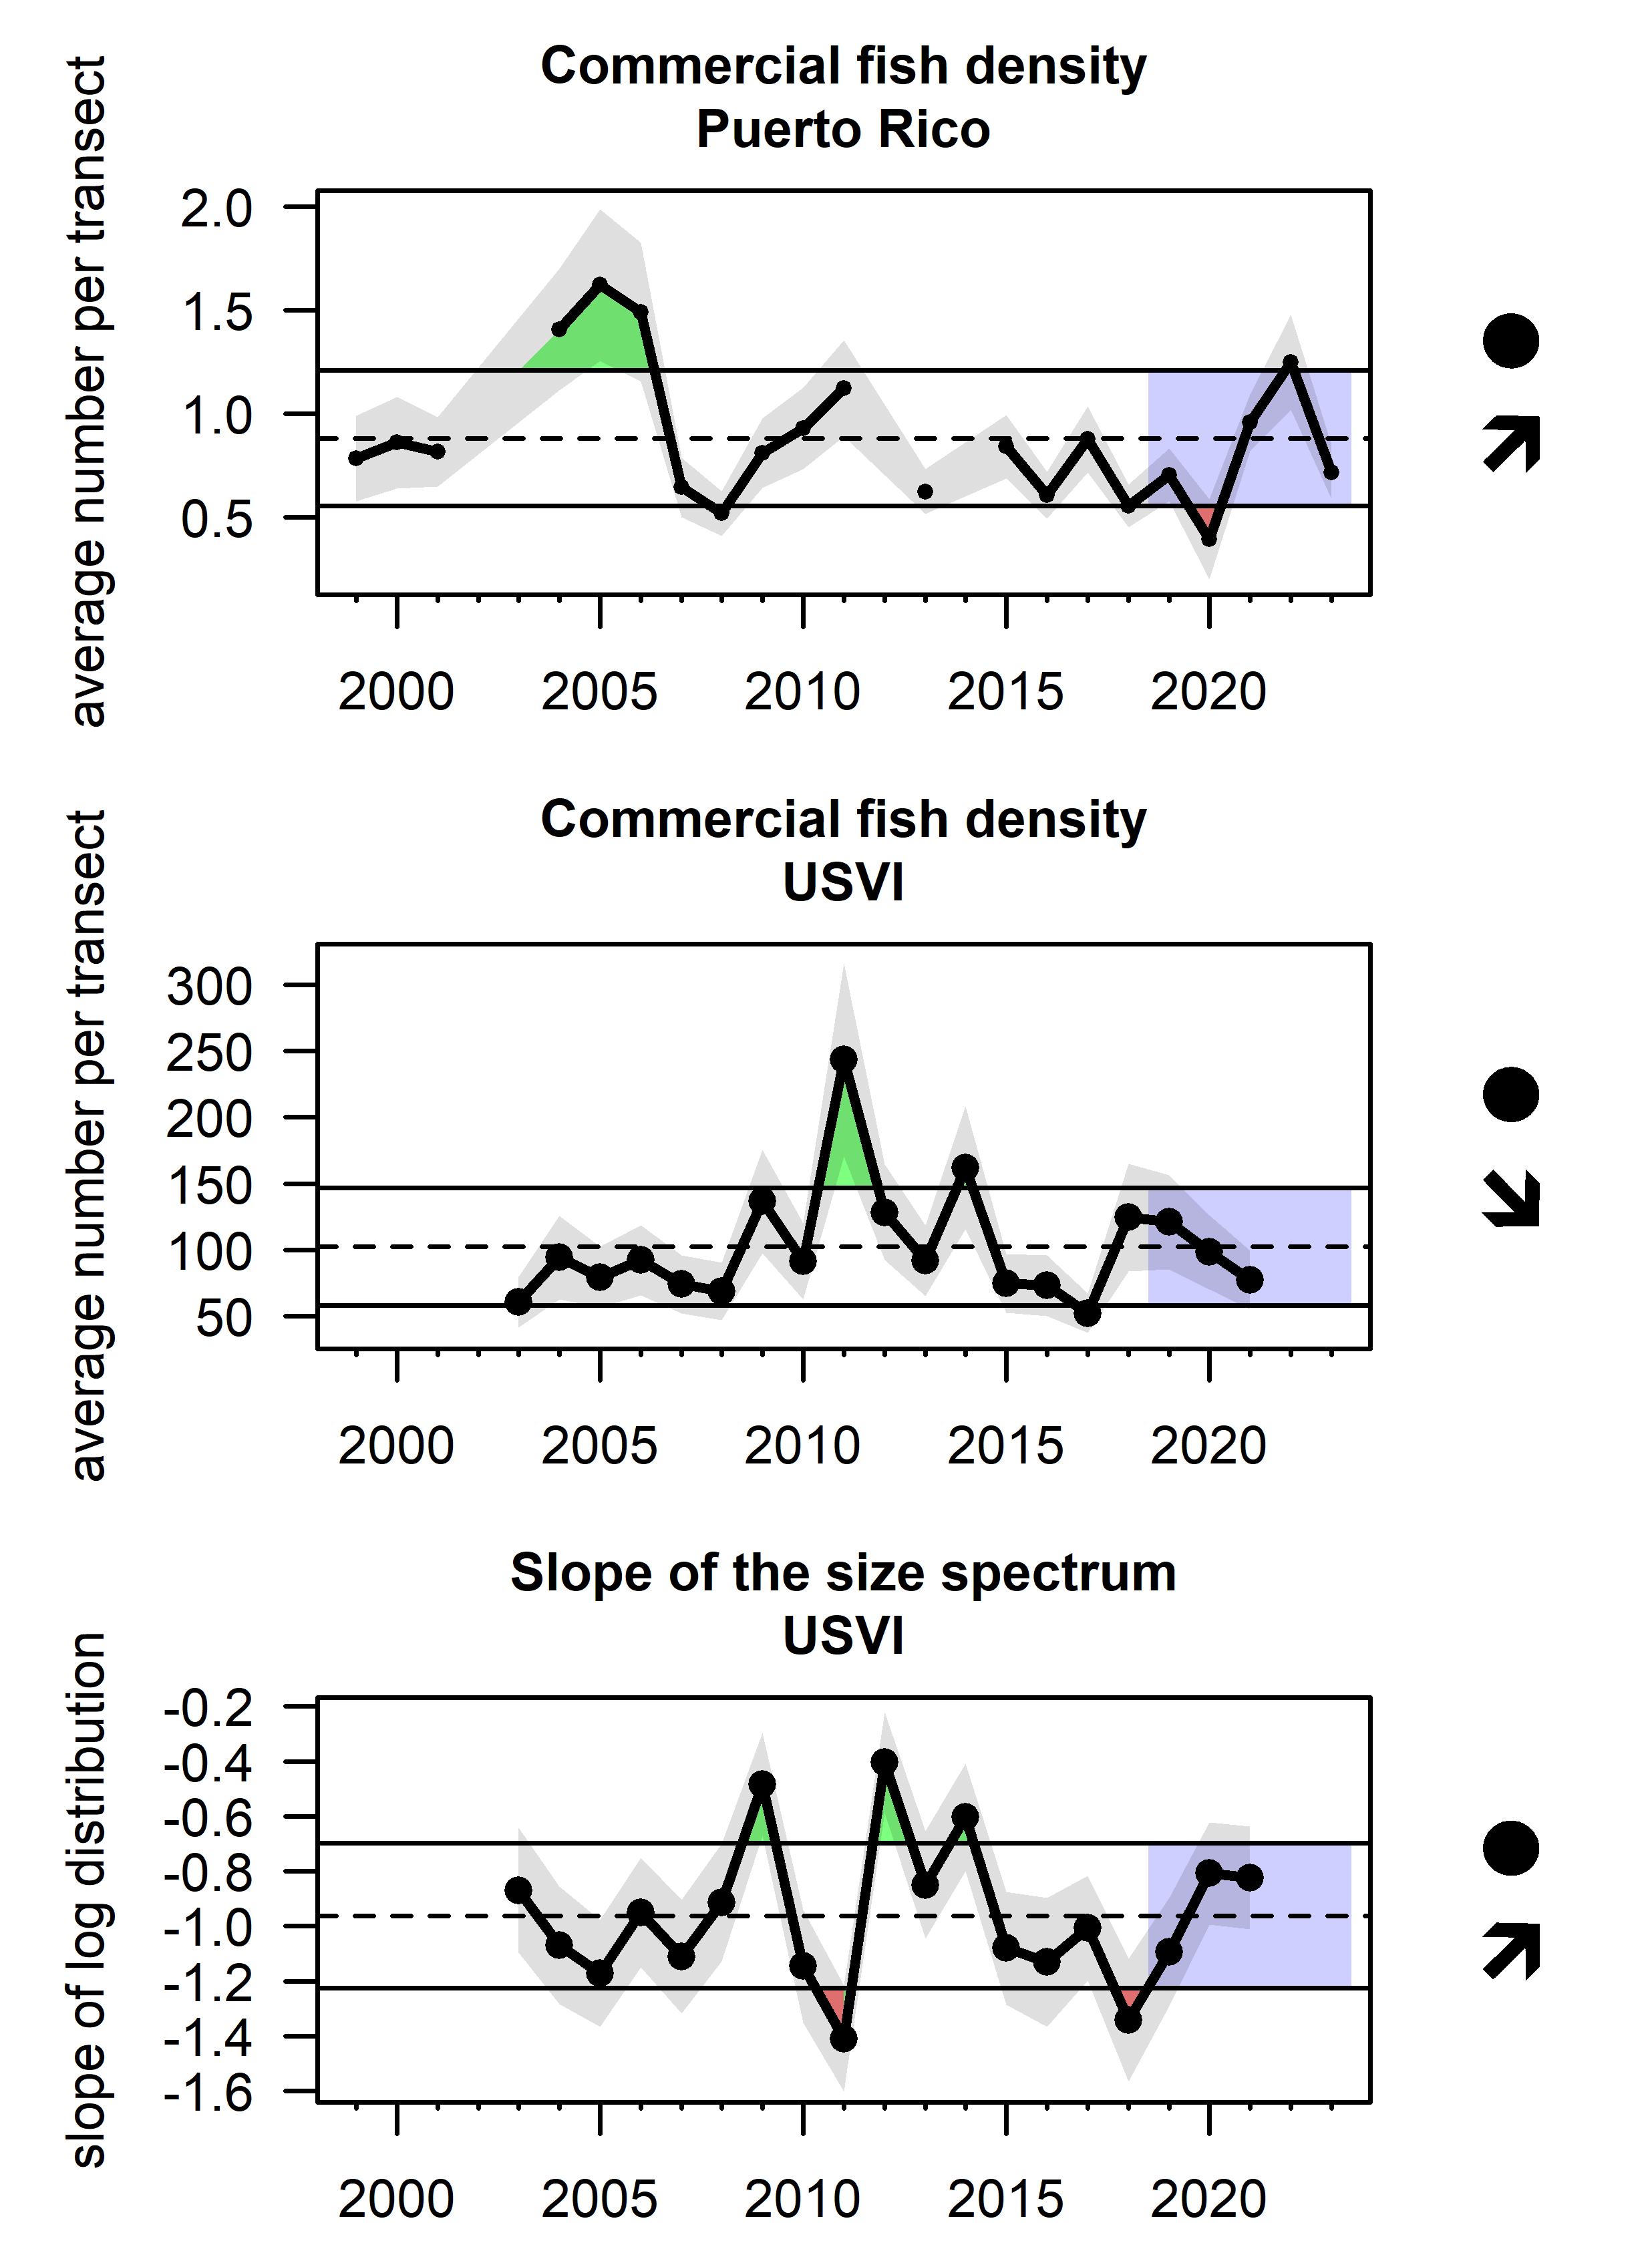 Commercial fish density
Puerto Rico
average number per transect
2.0
1.5
1.0
0.5
2000 2005 2010 2015 2020
Commercial fish density
USVI
average number per transect
300
250
200
150
100
50
2000 2005 2010 2015 2020
Slope of the size spectrum
USVI
slope of log distribution
-0.2
-0.4
-0.6
-0.8
-1.0
-1.2
-1.4
-1.6
2000 2005 2010 2015 2020